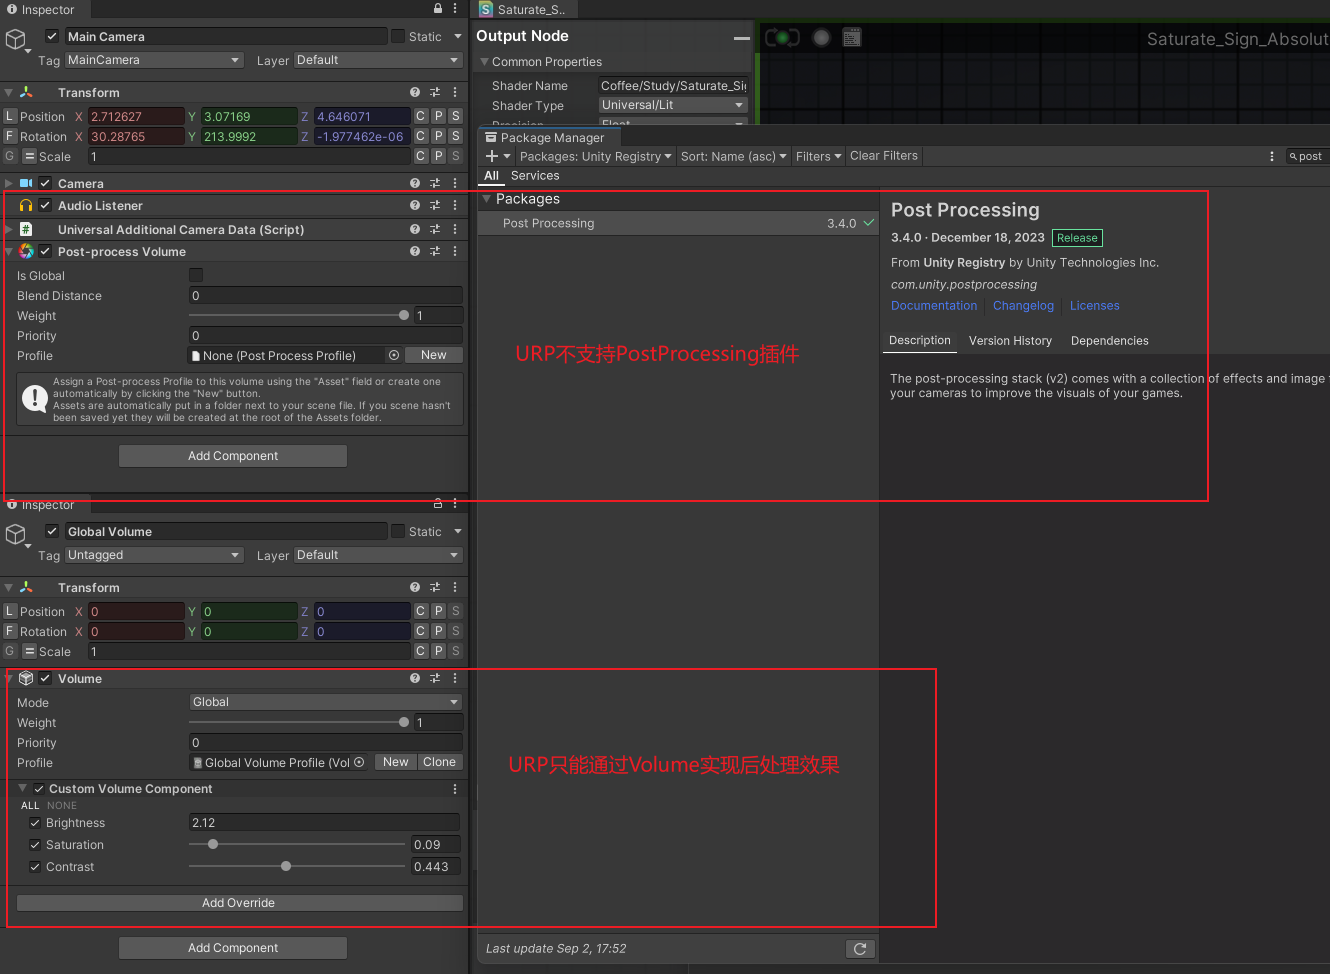 Inspector
Main Camera
Static
Tag MainCamera Layer Default
Transform
L Position X 2.712627 Y 3.07169 Z 4.646071 C P S
F Rotation X 30.28765 Y 213.9992 Z -1.977462e-06 C P S
G = Scale 1 C P S
Camera
Audio Listener
# Universal Additional Camera Data (Script)
Post-process Volume
Is Global
Blend Distance 0
Weight 1
Priority 0
Profile None (Post Process Profile) New
Assign a Post-process Profile to this volume using the "Asset" field or create one
automatically by clicking the "New" button.
Assets are automatically put in a folder next to your scene file. If you scene hasn't
been saved yet they will be created at the root of the Assets folder.
Add Component
Inspector
Global Volume
Static
Tag Untagged Layer Default
Transform
L Position X 0 Y 0 Z 0 C P S
F Rotation X 0 Y 0 Z 0 C P S
G = Scale 1 C P S
Volume
Mode Global
Weight 1
Priority 0
Profile Global Volume Profile (Vol New Clone
Custom Volume Component
ALL NONE
Brightness 2.12
Saturation 0.09
Contrast 0.443
Add Override
Add Component
S Saturate_S..
Output Node
Common Properties
Shader Name Coffee/Study/Saturate_Si
Shader Type Universal/Lit
Precision Float
Saturate_Sign_Absolut
Package Manager
Packages: Unity Registry Sort: Name (asc) Filters Clear Filters post
All Services
Packages
Post Processing 3.4.0
Post Processing
3.4.0 · December 18, 2023 Release
From Unity Registry by Unity Technologies Inc.
com.unity.postprocessing
Documentation Changelog Licenses
Description Version History Dependencies
The post-processing stack (v2) comes with a collection of effects and image
your cameras to improve the visuals of your games.
URP不支持PostProcessing插件
URP只能通过Volume实现后处理效果
Last update Sep 2, 17:52